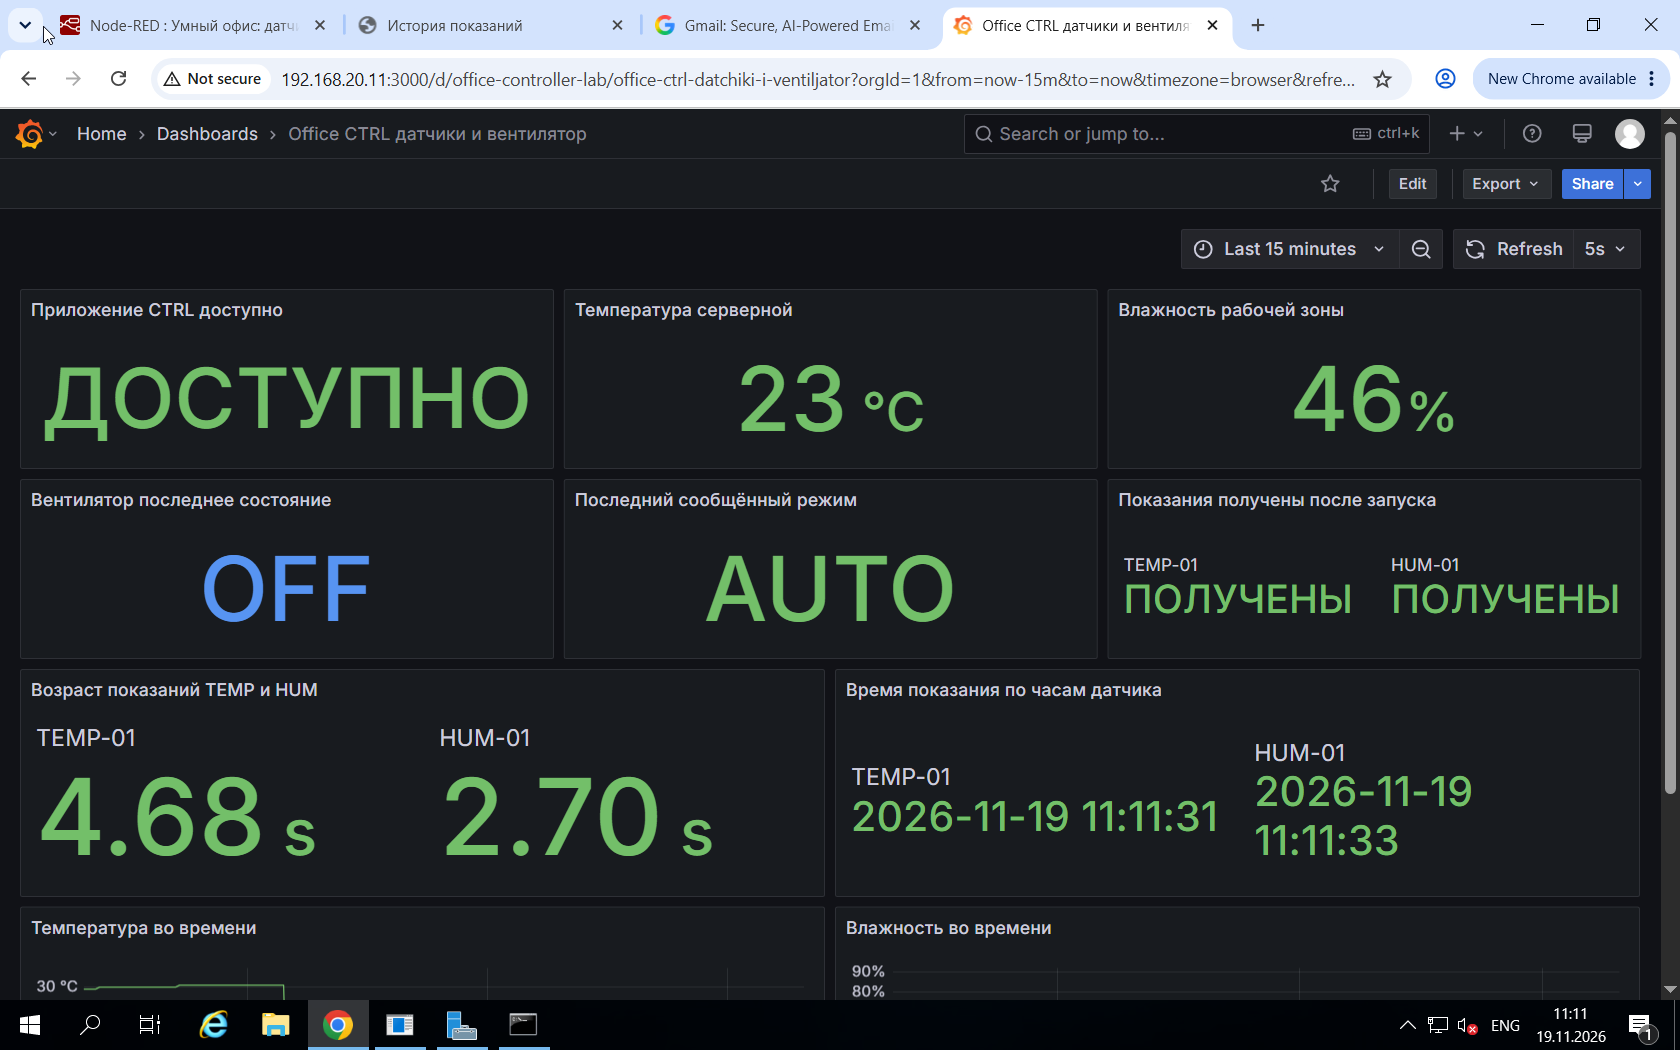 Node-RED : Умный офис: датч
История показаний
Gmail: Secure, AI-Powered Ema
Office CTRL датчики и вентиля
Not secure
192.168.20.11:3000/d/office-controller-lab/office-ctrl-datchiki-i-ventiljator?orgId=1&from=now-15m&to=now&timezone=browser&refre...
New Chrome available
Home › Dashboards › Office CTRL датчики и вентилятор
Search or jump to...
ctrl+k
Edit
Export
Share
Last 15 minutes
Refresh
5s
Приложение CTRL доступно
ДОСТУПНО
Температура серверной
23 °C
Влажность рабочей зоны
46%
Вентилятор последнее состояние
OFF
Последний сообщённый режим
AUTO
Показания получены после запуска
TEMP-01
ПОЛУЧЕНЫ
HUM-01
ПОЛУЧЕНЫ
Возраст показаний TEMP и HUM
TEMP-01
4.68 s
HUM-01
2.70 s
Время показания по часам датчика
TEMP-01
2026-11-19 11:11:31
HUM-01
2026-11-19
11:11:33
Температура во времени
30 °C
Влажность во времени
90%
80%
ENG
11:11
19.11.2026
1